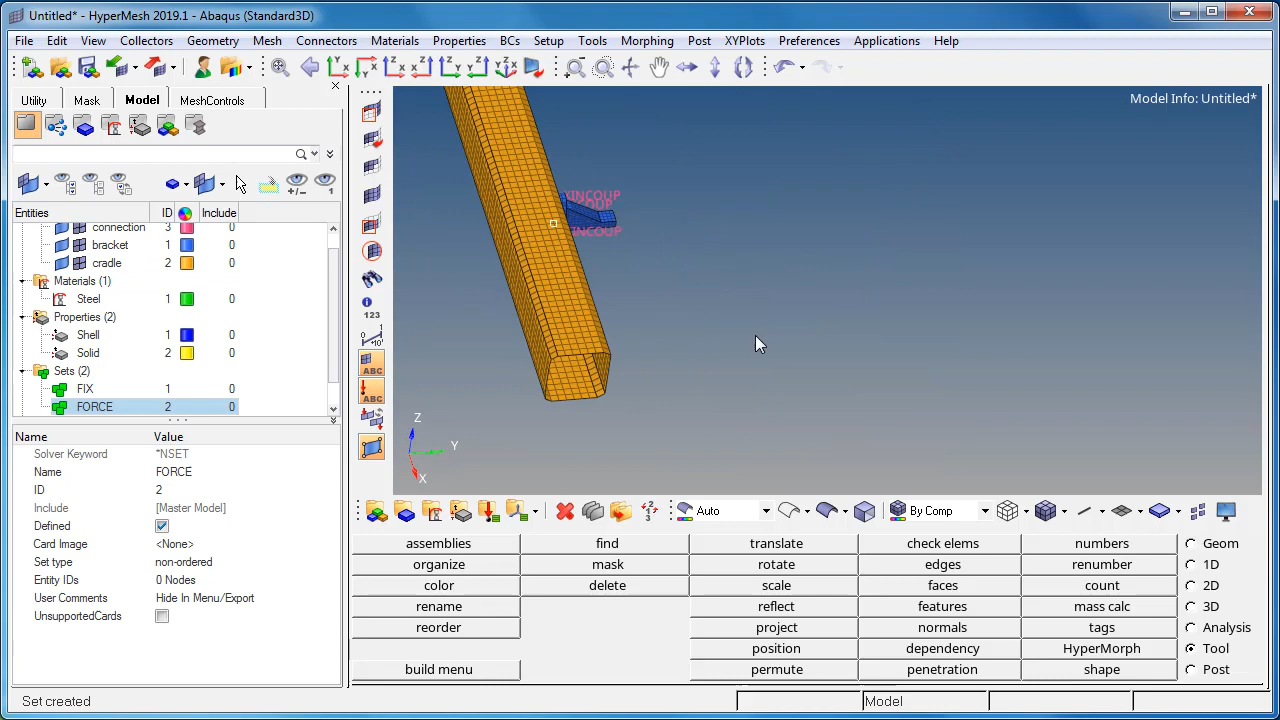 Untitled* - HyperMesh 2019.1 - Abaqus (Standard3D)
File Edit View Collectors Geometry Mesh Connectors Materials Properties BCs Setup Tools Morphing Post XYPlots Preferences Applications Help
Utility Mask Model MeshControls
Model Info: Untitled*
Entities ID Include
connection 3 0
bracket 1 0
cradle 2 0
Materials (1)
Steel 1 0
Properties (2)
Shell 1 0
Solid 2 0
Sets (2)
FIX 1 0
FORCE 2 0
Name Value
Solver Keyword *NSET
Name FORCE
ID 2
Include [Master Model]
Defined
Card Image <None>
Set type non-ordered
Entity IDs 0 Nodes
User Comments Hide In Menu/Export
UnsupportedCards
123
ABC
ABC
Z
Y
X
Auto By Comp
assemblies find translate check elems numbers Geom
organize mask rotate edges renumber 1D
color delete scale faces count 2D
rename reflect features mass calc 3D
reorder project normals tags Analysis
position dependency HyperMorph Tool
build menu permute penetration shape Post
Set created Model